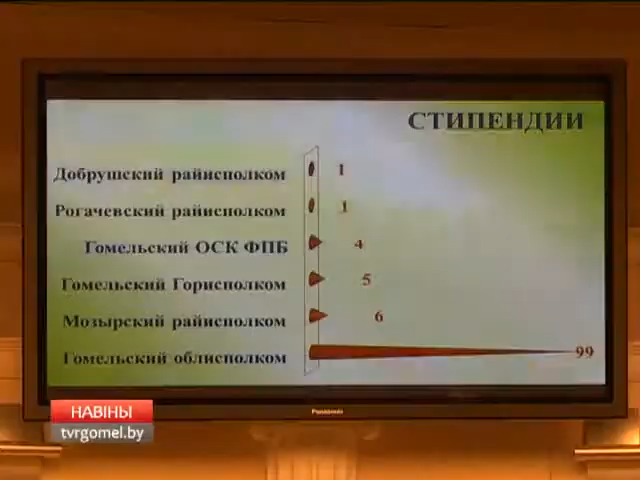 СТИПЕНДИИ
Добрушский райисполком 1
Рогачевский райисполком 1
Гомельский ОСК ФПБ 4
Гомельский Горисполком 5
Мозырский райисполком 6
Гомельский облисполком 99
Panasonic
НАВІНЫ
tvrgomel.by